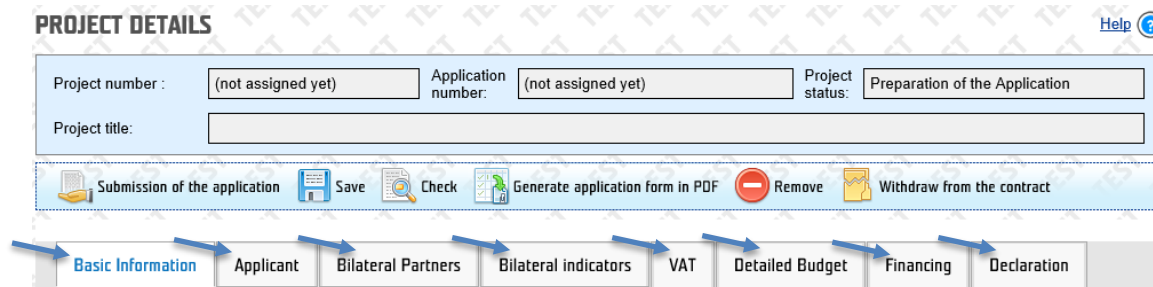 PROJECT DETAILS
Help ?
Project number : (not assigned yet) Application number: (not assigned yet) Project status: Preparation of the Application
Project title:
Submission of the application Save Check Generate application form in PDF Remove Withdraw from the contract
Basic Information Applicant Bilateral Partners Bilateral indicators VAT Detailed Budget Financing Declaration
TEST